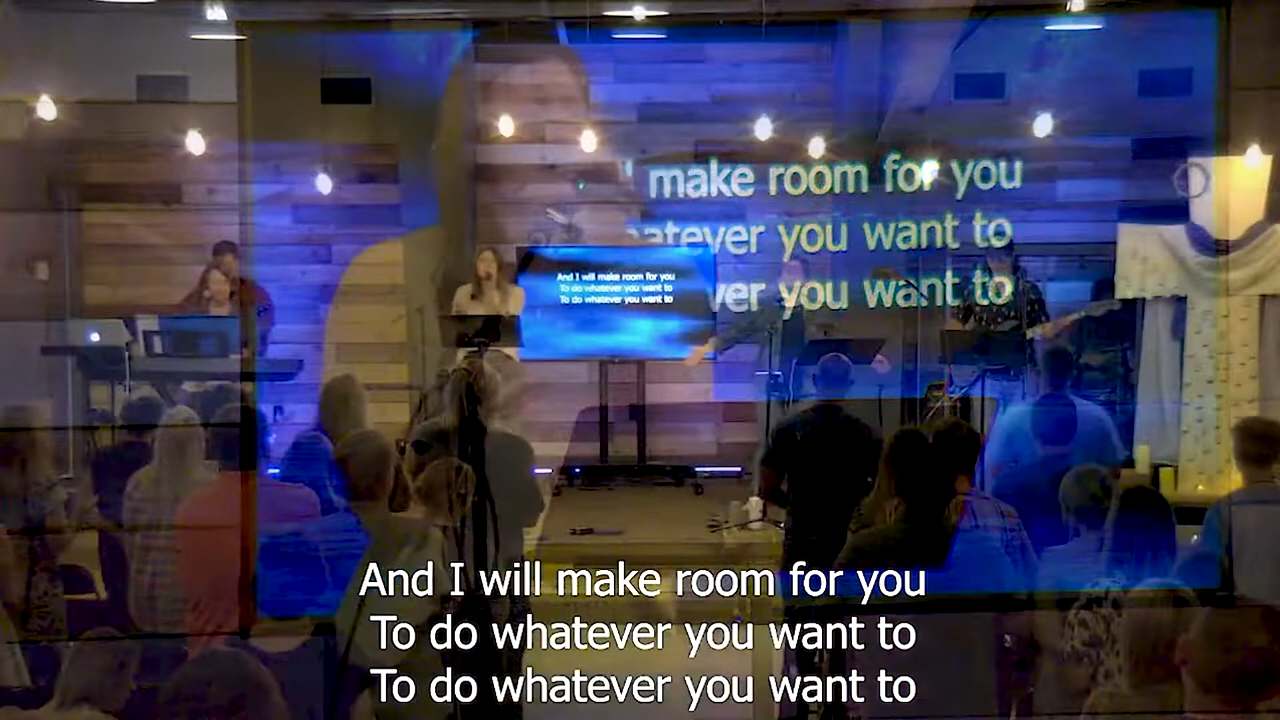 make room for you
atever you want to
ver you want to
And I will make room for you
To do whatever you want to
To do whatever you want to
And I will make room for you
To do whatever you want to
To do whatever you want to